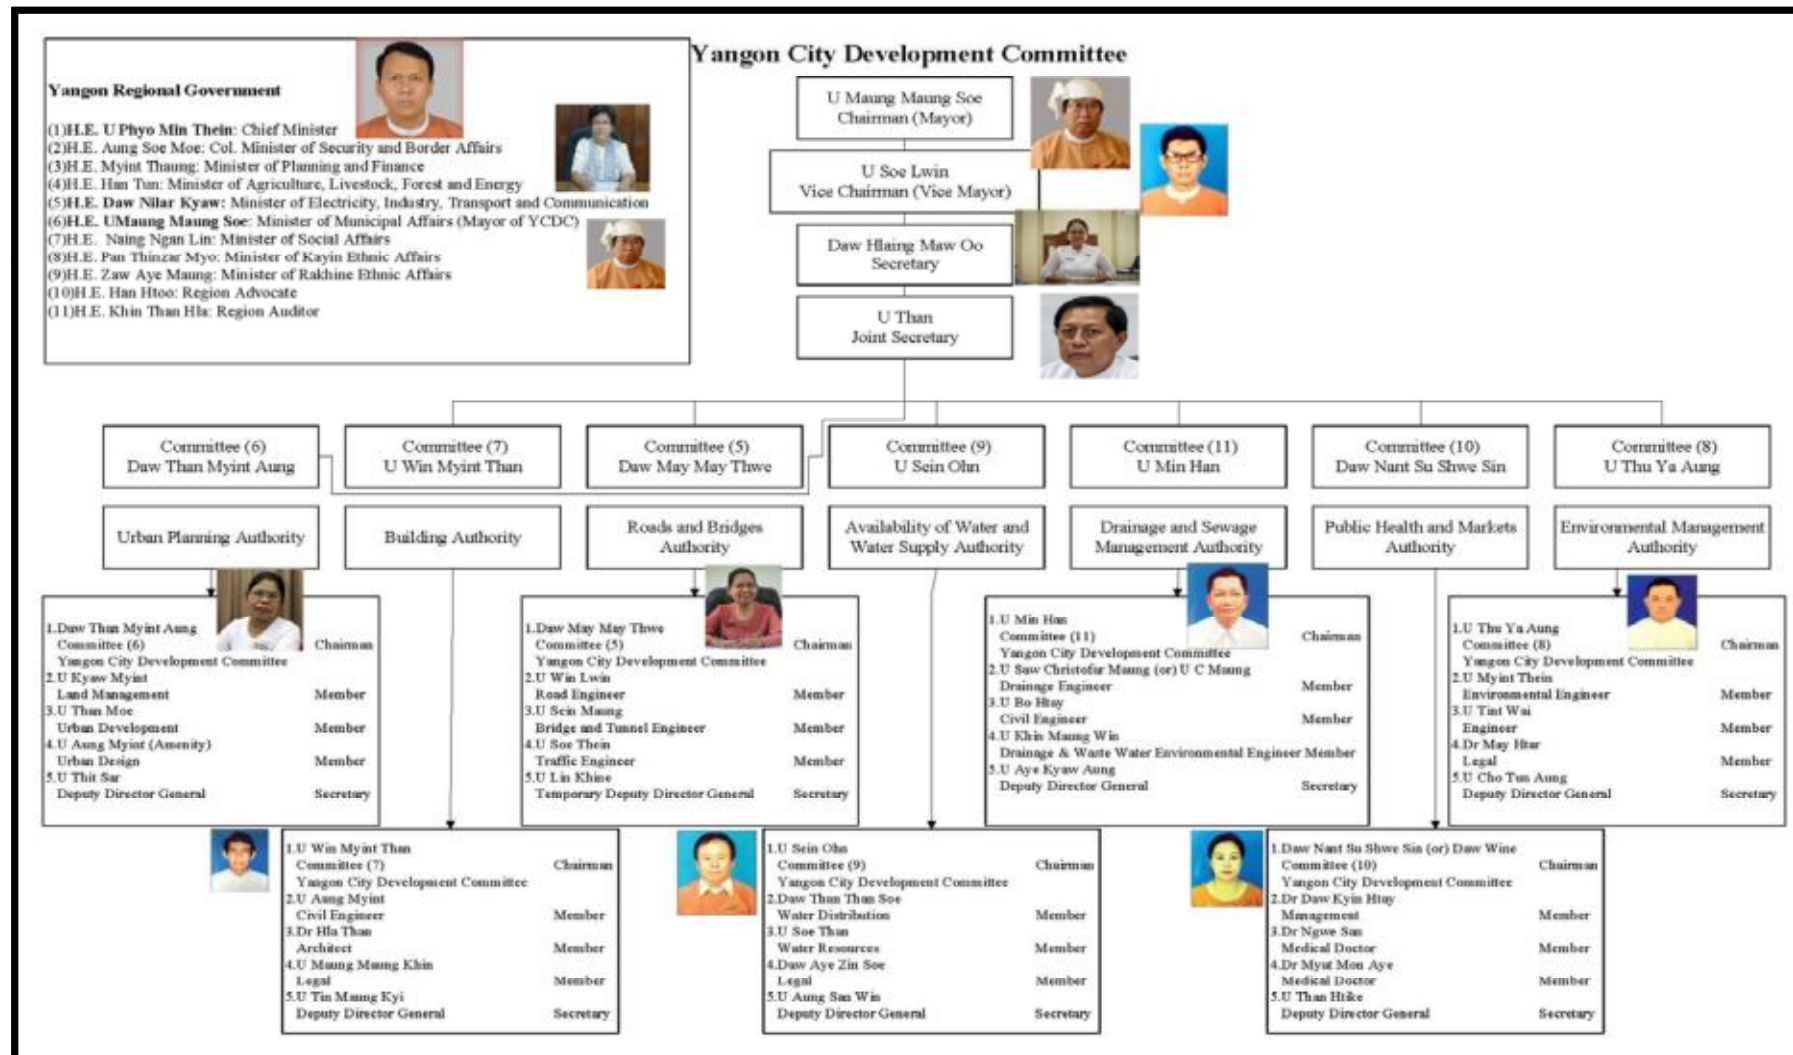 Yangon City Development Committee
Yangon Regional Government
(1)H.E. U Phyo Min Thein: Chief Minister
(2)H.E. Aung Soe Moe: Col. Minister of Security and Border Affairs
(3)H.E. Myint Thaung: Minister of Planning and Finance
(4)H.E. Han Tun: Minister of Agriculture, Livestock, Forest and Energy
(5)H.E. Daw Nilar Kyaw: Minister of Electricity, Industry, Transport and Communication
(6)H.E. UMaung Maung Soe: Minister of Municipal Affairs (Mayor of YCDC)
(7)H.E. Naing Ngan Lin: Minister of Social Affairs
(8)H.E. Pan Thinzar Myo: Minister of Kayin Ethnic Affairs
(9)H.E. Zaw Aye Maung: Minister of Rakhine Ethnic Affairs
(10)H.E. Han Htoo: Region Advocate
(11)H.E. Khin Than Hla: Region Auditor
U Maung Maung Soe
Chairman (Mayor)
U Soe Lwin
Vice Chairman (Vice Mayor)
Daw Hlaing Maw Oo
Secretary
U Than
Joint Secretary
Committee (6)
Daw Than Myint Aung
Committee (7)
U Win Myint Than
Committee (5)
Daw May May Thwe
Committee (9)
U Sein Ohn
Committee (11)
U Min Han
Committee (10)
Daw Nant Su Shwe Sin
Committee (8)
U Thu Ya Aung
Urban Planning Authority
Building Authority
Roads and Bridges
Authority
Availability of Water and
Water Supply Authority
Drainage and Sewage
Management Authority
Public Health and Markets
Authority
Environmental Management
Authority
1.Daw Than Myint Aung
Committee (6) Chairman
Yangon City Development Committee
2.U Kyaw Myint
Land Management Member
3.U Than Moe
Urban Development Member
4.U Aung Myint (Amenity)
Urban Design Member
5.U Thit Sar
Deputy Director General Secretary
1.Daw May May Thwe
Committee (5) Chairman
Yangon City Development Committee
2.U Win Lwin
Road Engineer Member
3.U Sein Maung
Bridge and Tunnel Engineer Member
4.U Soe Thein
Traffic Engineer Member
5.U Lin Khine
Temporary Deputy Director General Secretary
1.U Min Han
Committee (11) Chairman
Yangon City Development Committee
2.U Saw Christofar Maung (or) U C Maung
Drainage Engineer Member
3.U Bo Htay
Civil Engineer Member
4.U Khin Maung Win
Drainage & Waste Water Environmental Engineer Member
5.U Aye Kyaw Aung
Deputy Director General Secretary
1.U Thu Ya Aung
Committee (8) Chairman
Yangon City Development Committee
2.U Myint Thein
Environmental Engineer Member
3.U Tint Wai
Engineer Member
4.Dr May Htar
Legal Member
5.U Cho Tun Aung
Deputy Director General Secretary
1.U Win Myint Than
Committee (7) Chairman
Yangon City Development Committee
2.U Aung Myint
Civil Engineer Member
3.Dr Hla Than
Architect Member
4.U Maung Maung Khin
Legal Member
5.U Tin Maung Kyi
Deputy Director General Secretary
1.U Sein Ohn
Committee (9) Chairman
Yangon City Development Committee
2.Daw Than Than Soe
Water Distribution Member
3.U Soe Than
Water Resources Member
4.Daw Aye Zin Soe
Legal Member
5.U Aung San Win
Deputy Director General Secretary
1.Daw Nant Su Shwe Sin (or) Daw Wine
Committee (10) Chairman
Yangon City Development Committee
2.Dr Daw Kyin Htay
Management Member
3.Dr Ngwe San
Medical Doctor Member
4.Dr Myat Mon Aye
Medical Doctor Member
5.U Than Htike
Deputy Director General Secretary